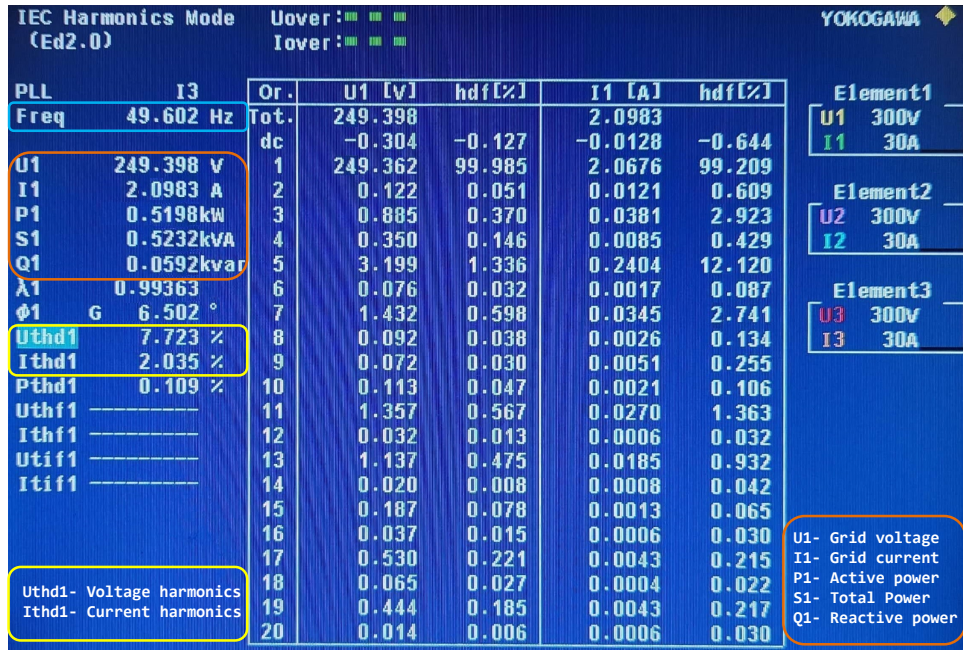 IEC Harmonics Mode Uover: YOKOGAWA
(Ed2.0) Iover:
PLL I3 Or. U1 [V] hdf[%] I1 [A] hdf[%] Element1
Freq 49.602 Hz Tot. 249.398 2.0983 U1 300V
dc -0.304 -0.127 -0.0128 -0.644 I1 30A
U1 249.398 V 1 249.362 99.985 2.0676 99.209
I1 2.0983 A 2 0.122 0.051 0.0121 0.609 Element2
P1 0.5198kW 3 0.885 0.370 0.0381 2.923 U2 300V
S1 0.5232kVA 4 0.350 0.146 0.0085 0.429 I2 30A
Q1 0.0592kvar 5 3.199 1.336 0.2404 12.120
λ1 0.99363 6 0.076 0.032 0.0017 0.087 Element3
Φ1 G 6.502 ° 7 1.432 0.598 0.0345 2.741 U3 300V
Uthd1 7.723 % 8 0.092 0.038 0.0026 0.134 I3 30A
Ithd1 2.035 % 9 0.072 0.030 0.0051 0.255
Pthd1 0.109 % 10 0.113 0.047 0.0021 0.106
Uthf1 -------- 11 1.357 0.567 0.0270 1.363
Ithf1 -------- 12 0.032 0.013 0.0006 0.032
Utif1 -------- 13 1.137 0.475 0.0185 0.932
Itif1 -------- 14 0.020 0.008 0.0008 0.042
15 0.187 0.078 0.0013 0.065
16 0.037 0.015 0.0006 0.030 U1- Grid voltage
17 0.530 0.221 0.0043 0.215 I1- Grid current
Uthd1- Voltage harmonics 18 0.065 0.027 0.0004 0.022 P1- Active power
Ithd1- Current harmonics 19 0.444 0.185 0.0043 0.217 S1- Total Power
20 0.014 0.006 0.0006 0.030 Q1- Reactive power